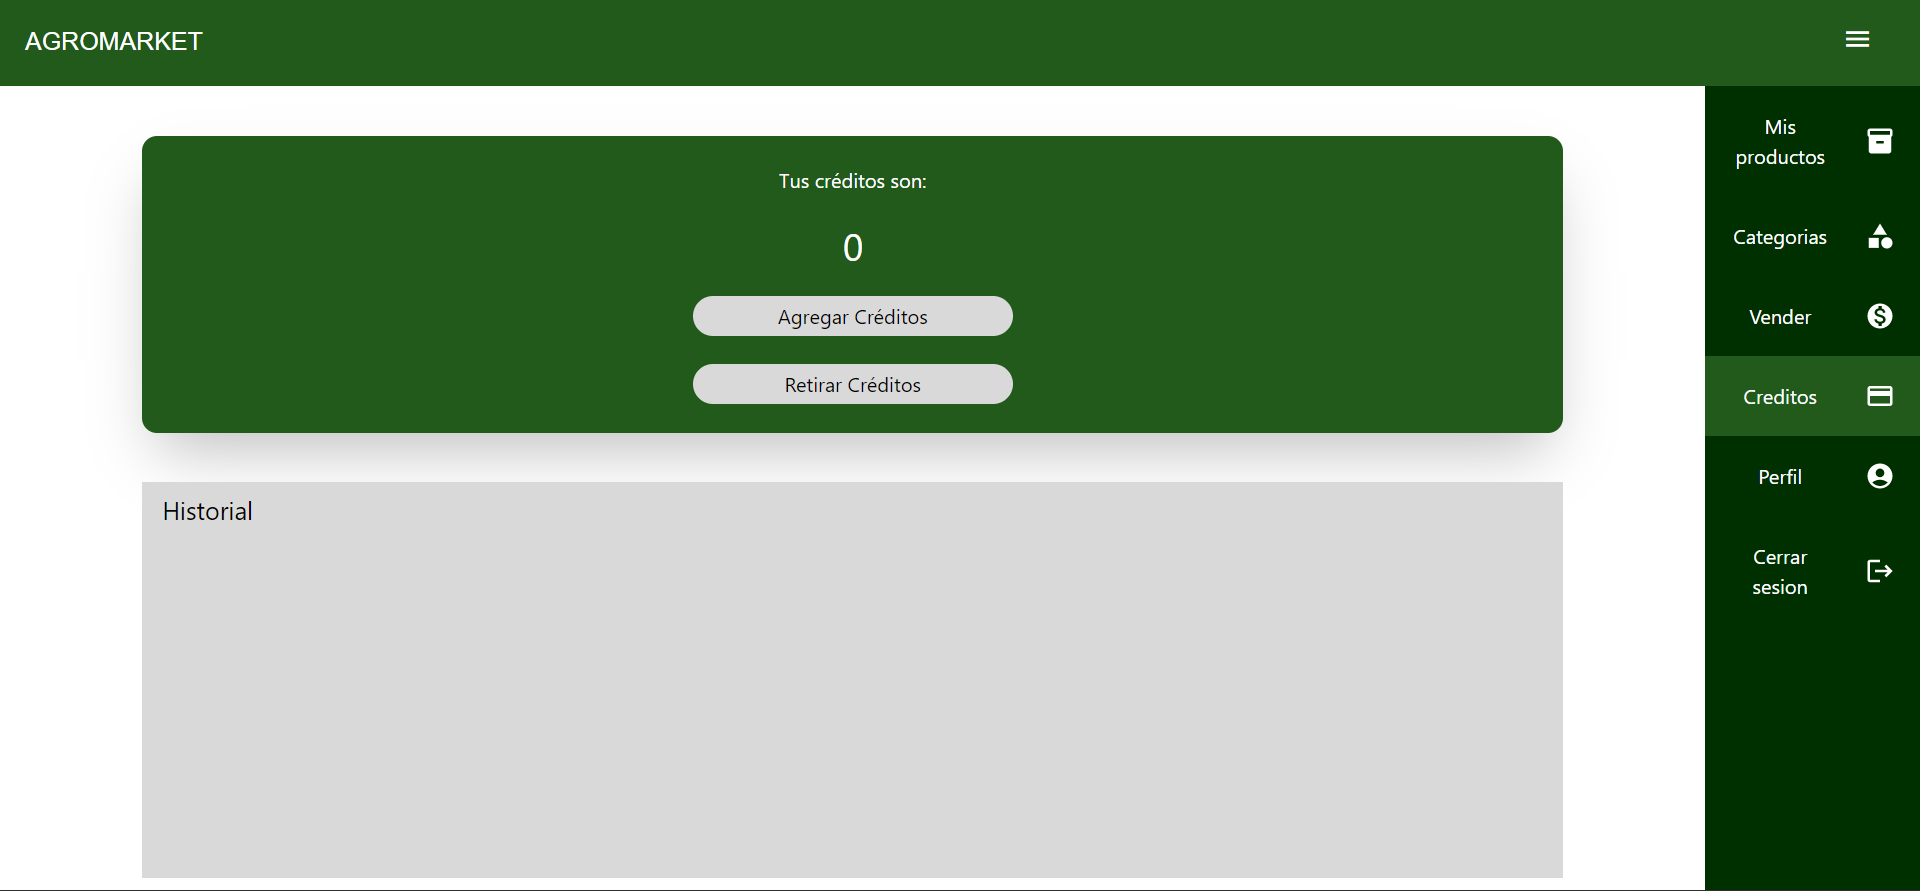 AGROMARKET
Tus créditos son:
0
Agregar Créditos
Retirar Créditos
Historial
Mis
productos
Categorias
Vender
Creditos
Perfil
Cerrar
sesion